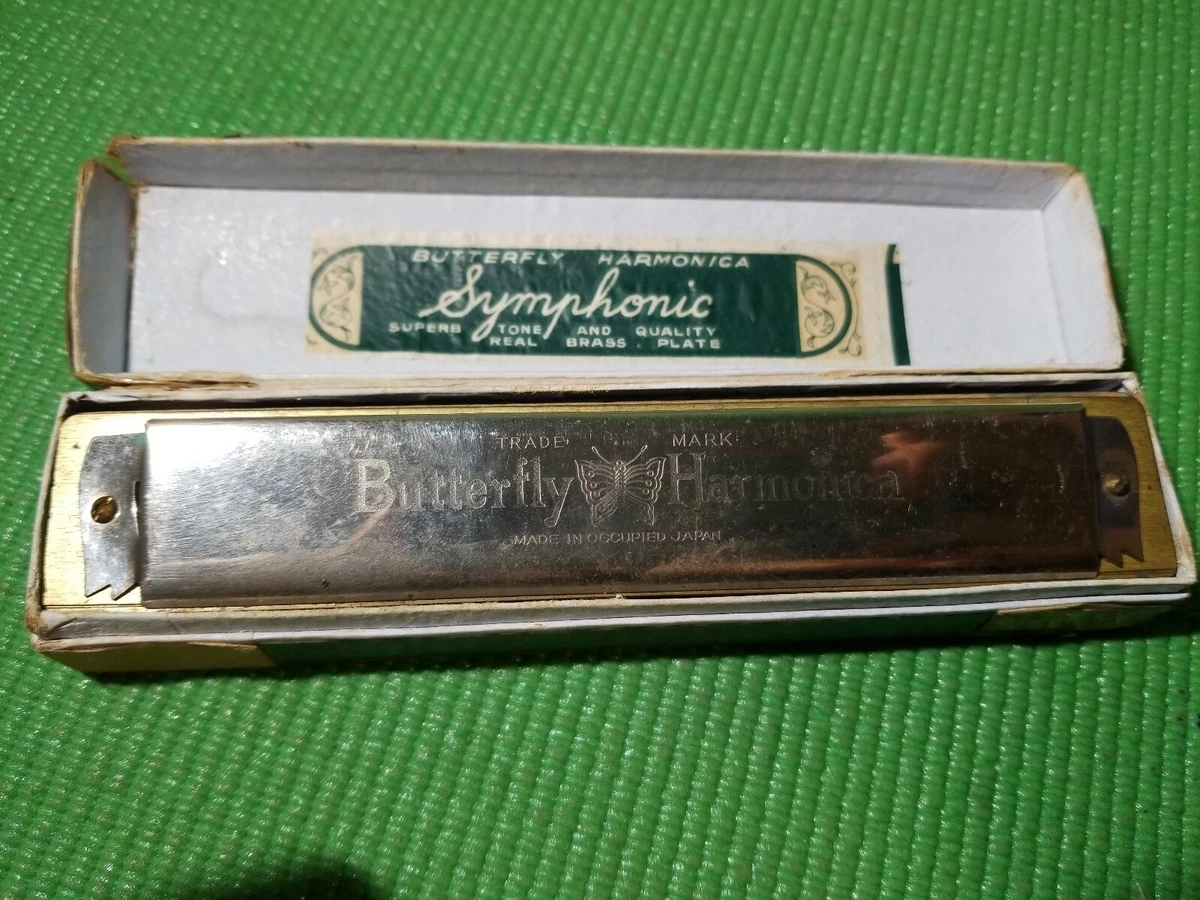 BUTTERFLY HARMONICA
Symphonic
SUPERB TONE AND QUALITY
REAL BRASS PLATE
TRADE MARK
Butterfly Harmonica
MADE IN OCCUPIED JAPAN